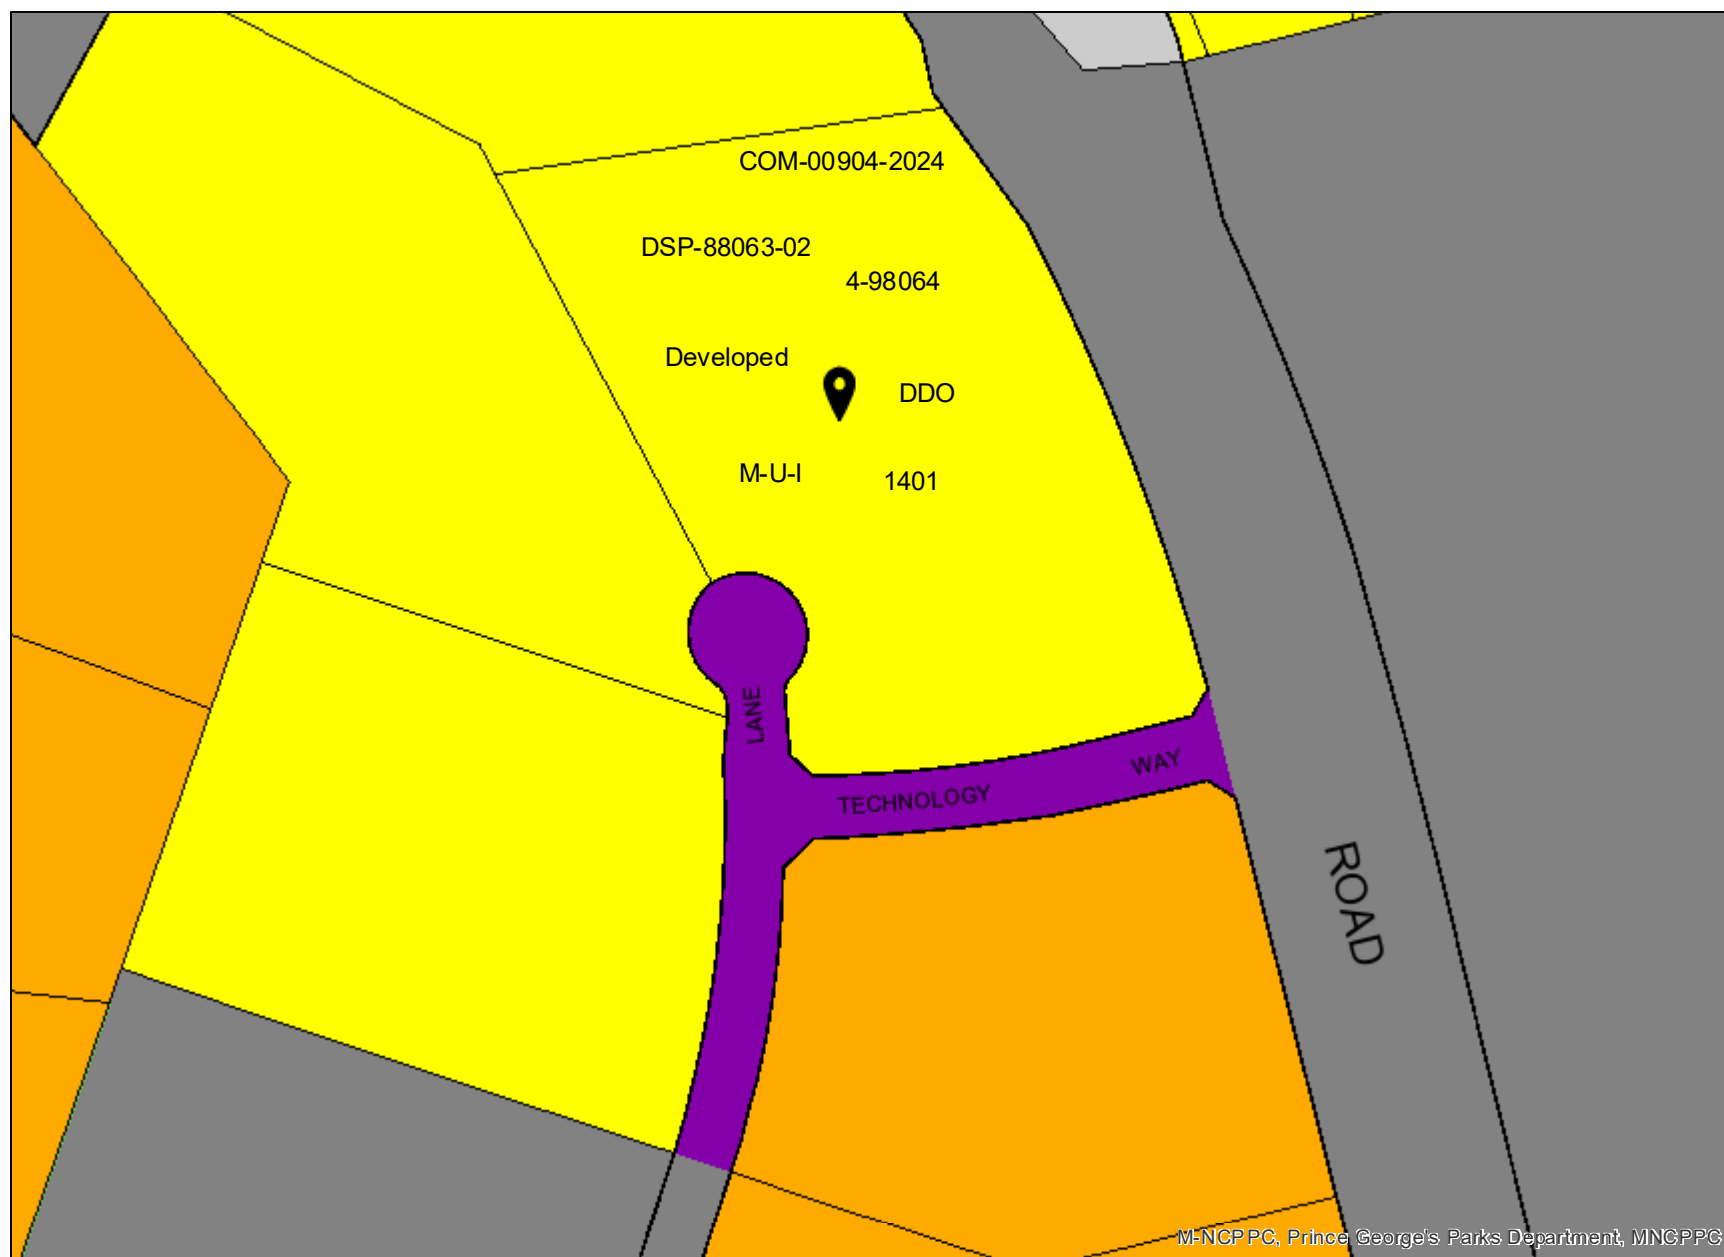 COM-00904-2024
DSP-88063-02
4-98064
Developed
DDO
M-U-I
1401
LANE
TECHNOLOGY WAY
ROAD
M-NCPPC, Prince George's Parks Department, MNCPPC